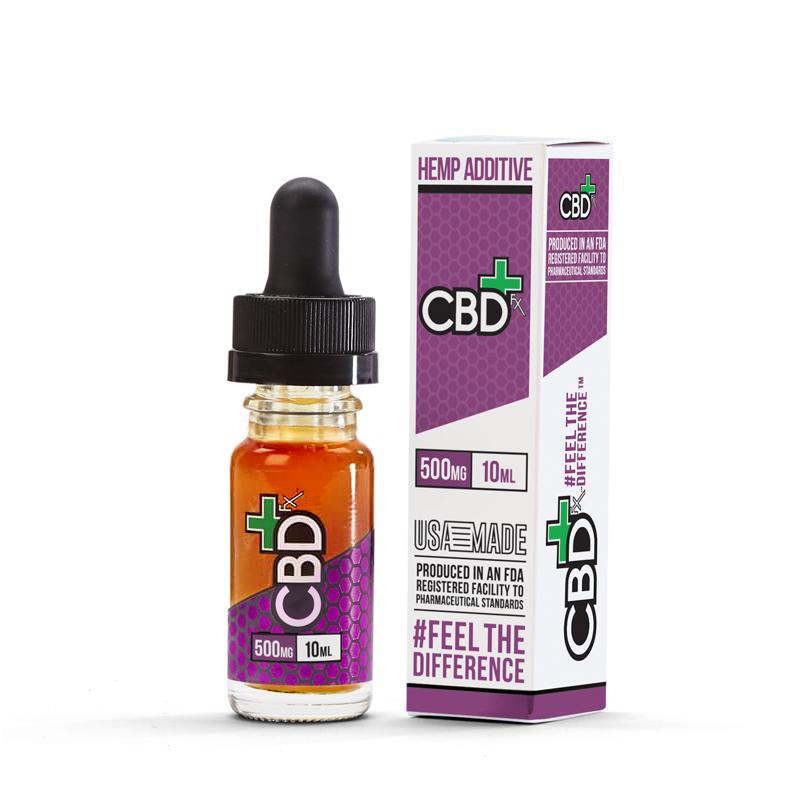 CBD+FX
500MG 10ML
HEMP ADDITIVE
CBD+FX
500MG 10ML
USA MADE
PRODUCED IN AN FDA
REGISTERED FACILITY TO
PHARMACEUTICAL STANDARDS
#FEEL THE
DIFFERENCE
CBD+FX
PRODUCED IN AN FDA
REGISTERED FACILITY TO
PHARMACEUTICAL STANDARDS
#FEEL THE
DIFFERENCE™
CBD+FX